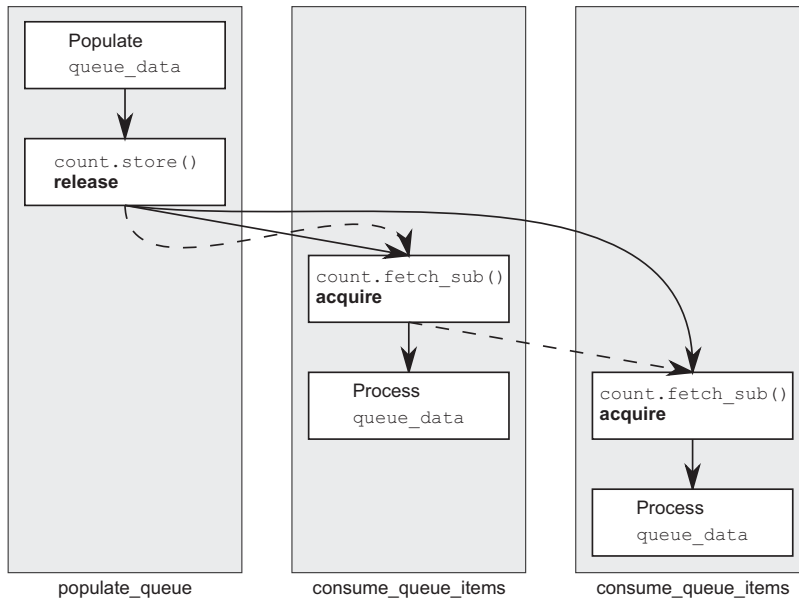 Populate
queue_data
count.store()
release
count.fetch_sub()
acquire
Process
queue_data
count.fetch_sub()
acquire
Process
queue_data
populate_queue
consume_queue_items
consume_queue_items